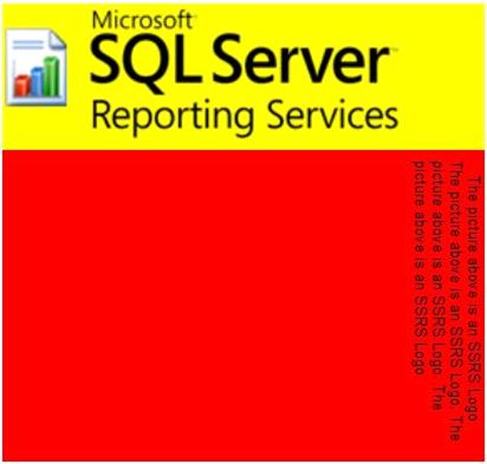 Microsoft
SQL Server™
Reporting Services
The picture above is an SSRS Logo
The picture above is an SSRS Logo. The
picture above is an SSRS Logo. The
picture above is an SSRS Logo